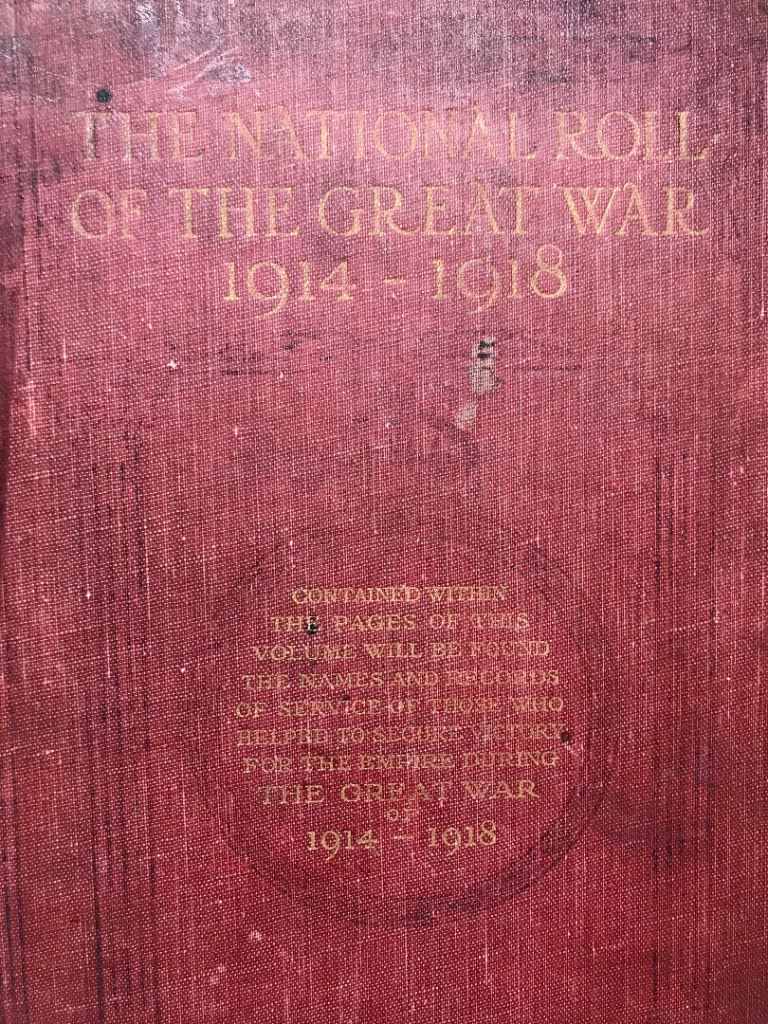 THE NATIONAL ROLL
OF THE GREAT WAR
1914 - 1918
CONTAINED WITHIN
THE PAGES OF THIS
VOLUME WILL BE FOUND
THE NAMES AND RECORDS
OF SERVICE OF THOSE WHO
HELPED TO SECURE VICTORY
FOR THE EMPIRE DURING
THE GREAT WAR
OF
1914 - 1918